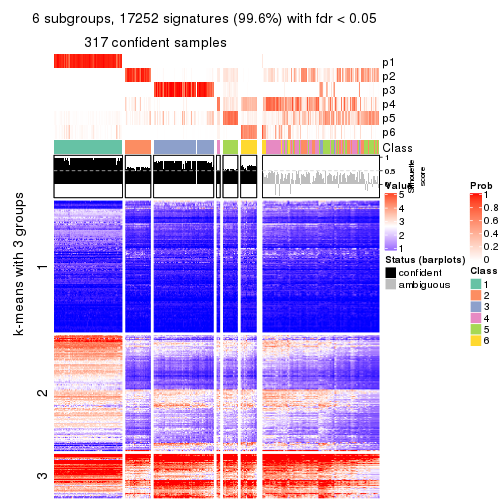 6 subgroups, 17252 signatures (99.6%) with fdr < 0.05
317 confident samples
p1
p2
p3
p4
p5
p6
Class
1
0.5
Silhouette
score
k-means with 3 groups
1
2
3
Value
5
4
3
2
1
Status (barplots)
confident
ambiguous
Prob
1
0.8
0.6
0.4
0.2
0
Class
1
2
3
4
5
6